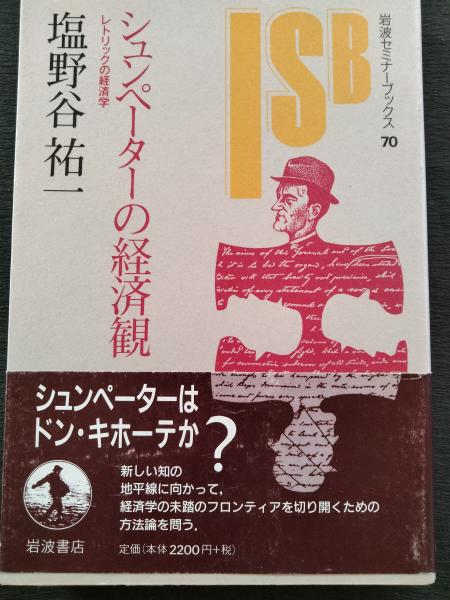 岩波セミナーブックス 70
ISB
シュンペーターの経済観
レトリックの経済学
塩野谷祐一
シュンペーターは
ドン・キホーテか?
新しい知の
地平線に向かって,
経済学の未踏のフロンティアを切り開くための
方法論を問う.
岩波書店
定価(本体2200円+税)